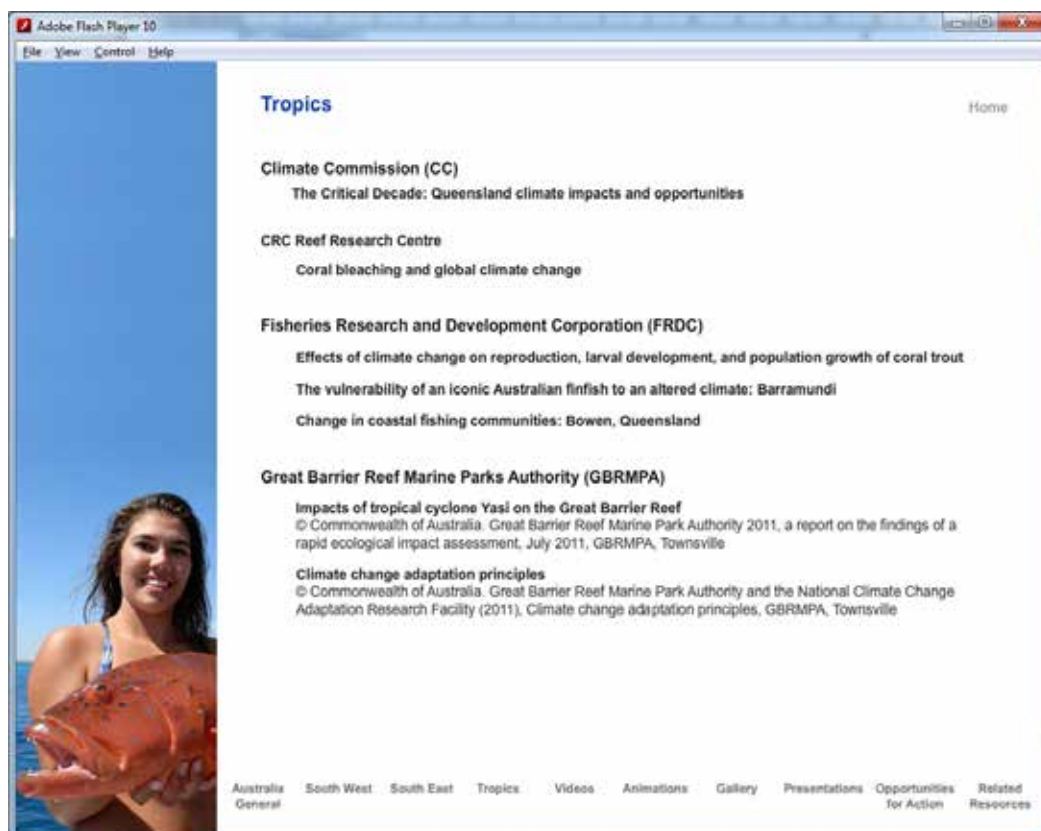 Adobe Flash Player 10
File View Control Help
Tropics
Home
Climate Commission (CC)
The Critical Decade: Queensland climate impacts and opportunities
CRC Reef Research Centre
Coral bleaching and global climate change
Fisheries Research and Development Corporation (FRDC)
Effects of climate change on reproduction, larval development, and population growth of coral trout
The vulnerability of an iconic Australian finfish to an altered climate: Barramundi
Change in coastal fishing communities: Bowen, Queensland
Great Barrier Reef Marine Parks Authority (GBRMPA)
Impacts of tropical cyclone Yasi on the Great Barrier Reef
© Commonwealth of Australia. Great Barrier Reef Marine Park Authority 2011, a report on the findings of a
rapid ecological impact assessment, July 2011, GBRMPA, Townsville
Climate change adaptation principles
© Commonwealth of Australia. Great Barrier Reef Marine Park Authority and the National Climate Change
Adaptation Research Facility (2011), Climate change adaptation principles, GBRMPA, Townsville
Australia General
South West
South East
Tropics
Videos
Animations
Gallery
Presentations
Opportunities for Action
Related Resources